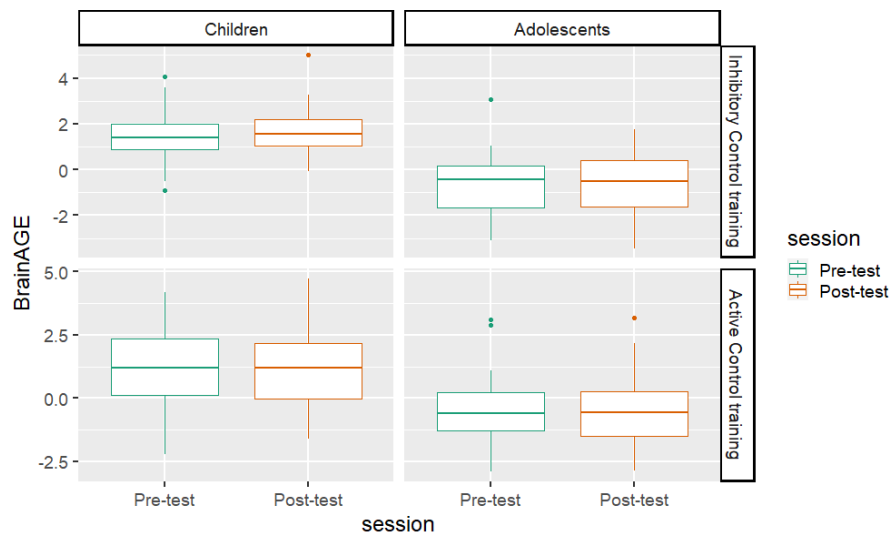 Children
Adolescents
4
2
0
-2
Inhibitory Control training
BrainAGE
session
Pre-test
Post-test
5.0
2.5
0.0
-2.5
Active Control training
Pre-test
Post-test
Pre-test
Post-test
session